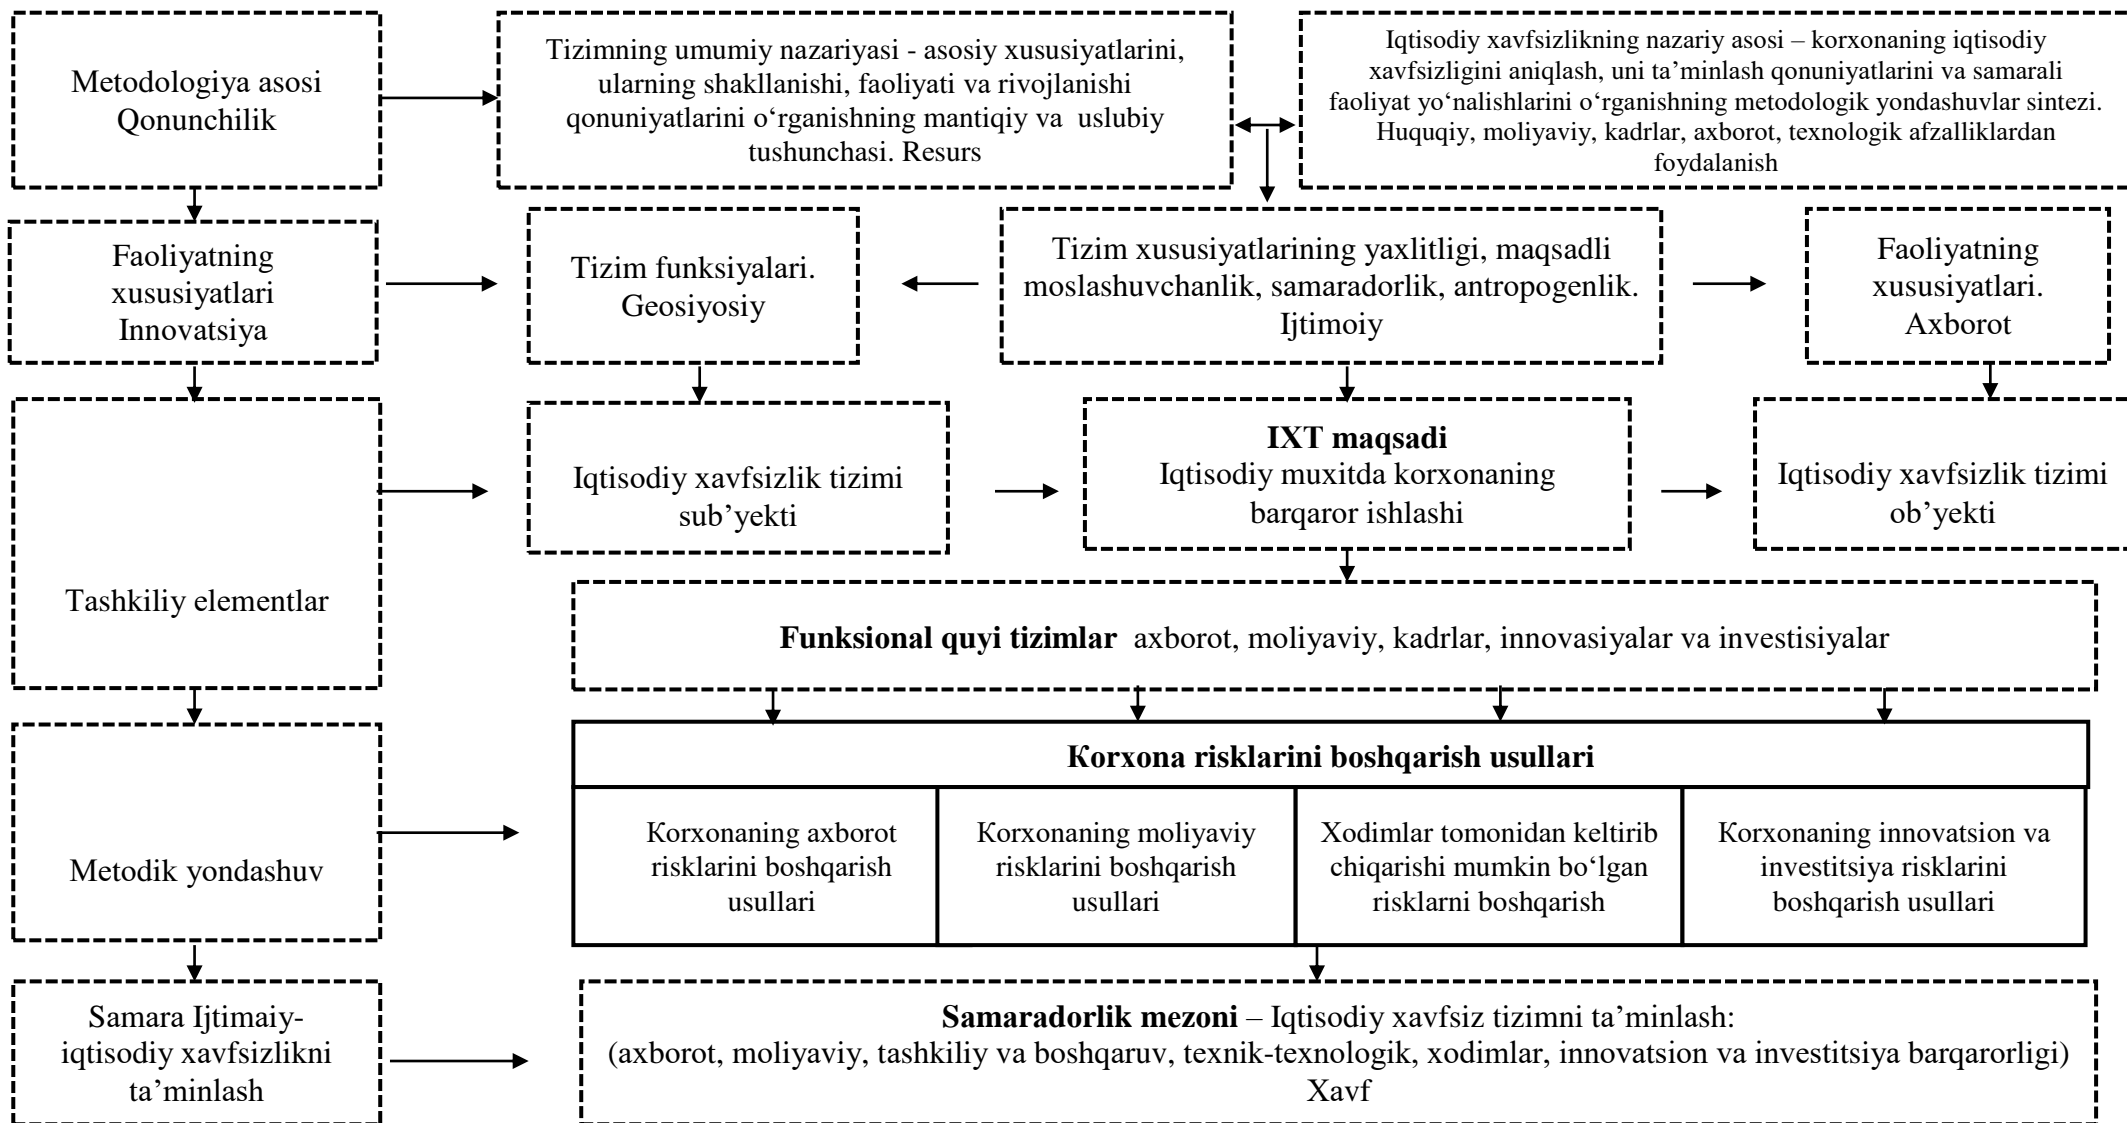 Metodologiya asosi
Qonunchilik
Tizimning umumiy nazariyasi - asosiy xususiyatlarini,
ularning shakllanishi, faoliyati va rivojlanishi
qonuniyatlarini o‘rganishning mantiqiy va uslubiy
tushunchasi. Resurs
Iqtisodiy xavfsizlikning nazariy asosi – korxonaning iqtisodiy
xavfsizligini aniqlash, uni ta’minlash qonuniyatlarini va samarali
faoliyat yo‘nalishlarini o‘rganishning metodologik yondashuvlar sintezi.
Huquqiy, moliyaviy, kadrlar, axborot, texnologik afzalliklardan
foydalanish
Faoliyatning
xususiyatlari
Innovatsiya
Tizim funksiyalari.
Geosiyosiy
Tizim xususiyatlarining yaxlitligi, maqsadli
moslashuvchanlik, samaradorlik, antropogenlik.
Ijtimoiy
Faoliyatning
xususiyatlari.
Axborot
Tashkiliy elementlar
Iqtisodiy xavfsizlik tizimi
sub’yekti
IXT maqsadi
Iqtisodiy muxitda korxonaning
barqaror ishlashi
Iqtisodiy xavfsizlik tizimi
ob’yekti
Funksional quyi tizimlar axborot, moliyaviy, kadrlar, innovasiyalar va investisiyalar
Metodik yondashuv
Korxona risklarini boshqarish usullari
Korxonaning axborot
risklarini boshqarish
usullari
Korxonaning moliyaviy
risklarini boshqarish
usullari
Xodimlar tomonidan keltirib
chiqarishi mumkin bo‘lgan
risklarni boshqarish
Korxonaning innovatsion va
investitsiya risklarini
boshqarish usullari
Samara Ijtimaiy-
iqtisodiy xavfsizlikni
ta’minlash
Samaradorlik mezoni – Iqtisodiy xavfsiz tizimni ta’minlash:
(axborot, moliyaviy, tashkiliy va boshqaruv, texnik-texnologik, xodimlar, innovatsion va investitsiya barqarorligi)
Xavf